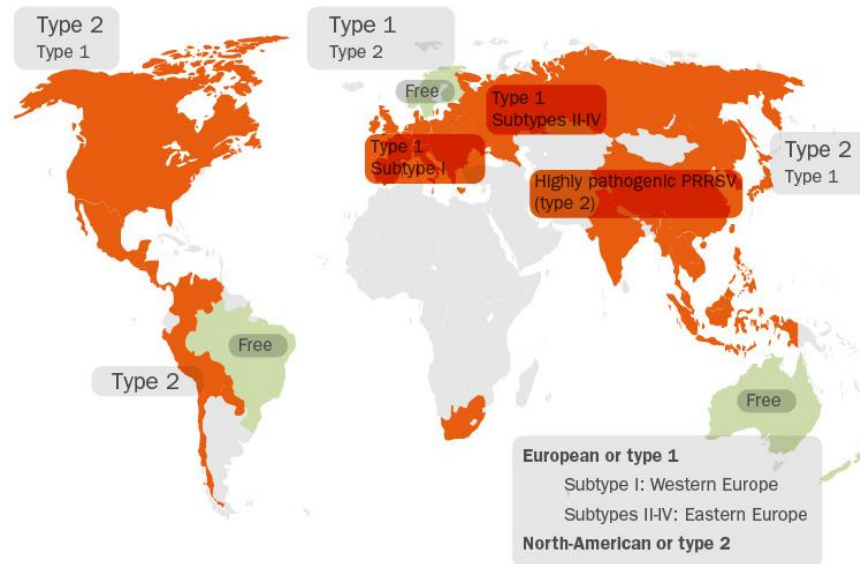 Type 2
Type 1
Type 1
Type 2
Free
Type 1
Subtypes II-IV
Type 1
Subtype I
Type 2
Type 1
Highly pathogenic PRRSV
(type 2)
Free
Type 2
Free
European or type 1
Subtype I: Western Europe
Subtypes II-IV: Eastern Europe
North-American or type 2